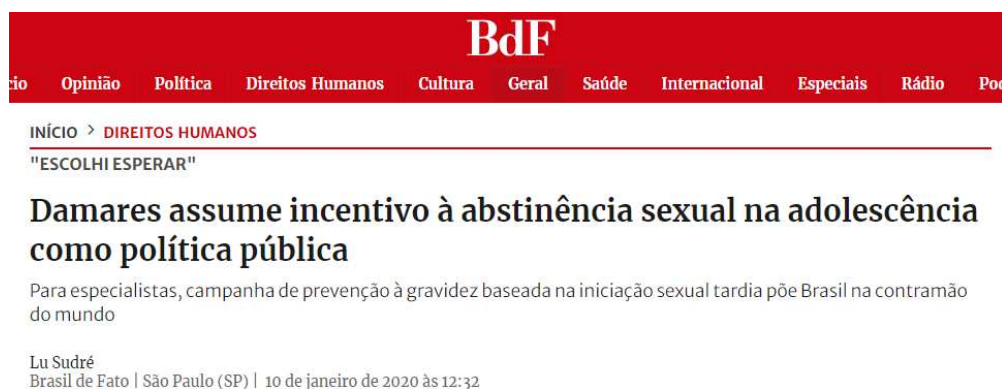 BdF
Opinião Política Direitos Humanos Cultura Geral Saúde Internacional Especiais Rádio
INÍCIO > DIREITOS HUMANOS
"ESCOLHI ESPERAR"
Damares assume incentivo à abstinência sexual na adolescência
como política pública
Para especialistas, campanha de prevenção à gravidez baseada na iniciação sexual tardia põe Brasil na contramão
do mundo
Lu Sudré
Brasil de Fato | São Paulo (SP) | 10 de janeiro de 2020 às 12:32